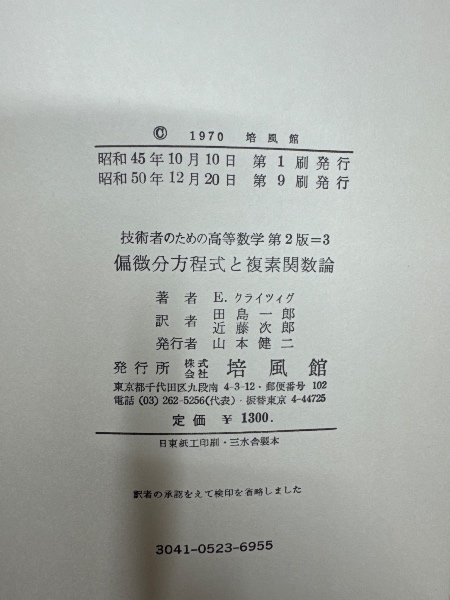 © 1970 培風館
昭和45年10月10日 第1刷発行
昭和50年12月20日 第9刷発行
技術者のための高等数学 第2版=3
偏微分方程式と複素関数論
著者 E. クライツィグ
訳者 田島一郎
近藤次郎
発行者 山本健二
発行所 株式会社 培風館
東京都千代田区九段南4-3-12・郵便番号102
電話(03)262-5256(代表)・振替東京4-44725
定価 ¥1300.
日東紙工印刷・三水舎製本
訳者の承認をえて検印を省略しました
3041-0523-6955